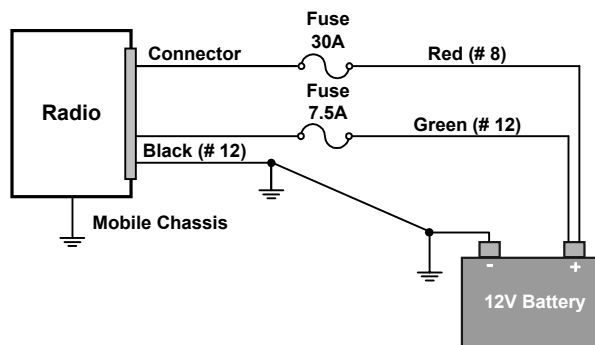 Fuse
30A
Connector
Red (# 8)
Fuse
7.5A
Radio
Green (# 12)
Black (# 12)
Mobile Chassis
- +
12V Battery